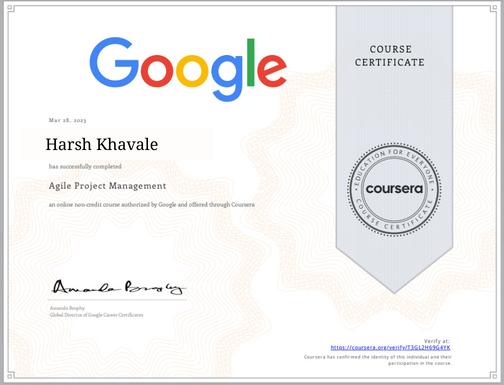 Google
COURSE
CERTIFICATE
Mar 28, 2023
Harsh Khavale
has successfully completed
Agile Project Management
an online non-credit course authorized by Google and offered through Coursera
EDUCATION FOR EVERYONE
coursera
COURSE CERTIFICATE
Amanda Brophy
Amanda Brophy
Global Director of Google Career Certificates
Verify at:
https://coursera.org/verify/T3GL2H69G4YK
Coursera has confirmed the identity of this individual and their
participation in the course.